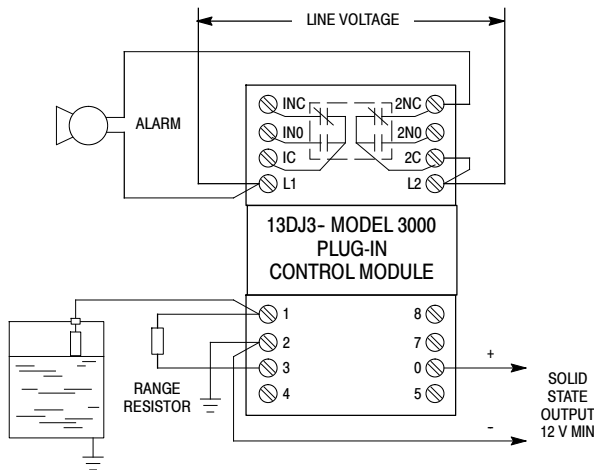 LINE VOLTAGE
ALARM
INC
IN0
IC
L1
2NC
2N0
2C
L2
13DJ3- MODEL 3000
PLUG-IN
CONTROL MODULE
1
2
3
4
8
7
0
5
RANGE
RESISTOR
+
-
SOLID
STATE
OUTPUT
12 V MIN